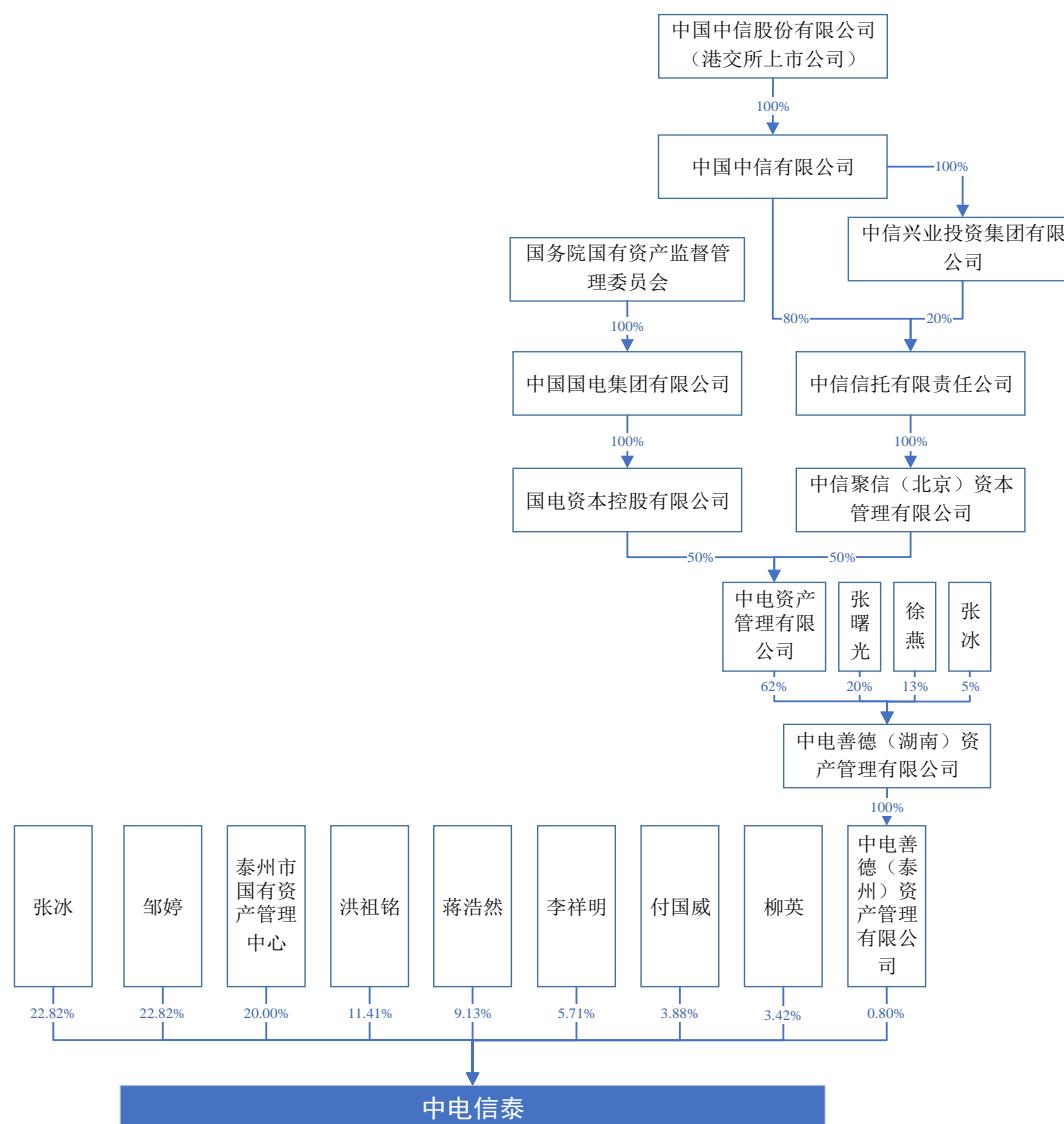 中国中信股份有限公司
（港交所上市公司）
100%
中国中信有限公司
100%
中信兴业投资集团有限
公司
国务院国有资产监督管
理委员会
80%
20%
100%
中国国电集团有限公司
中信信托有限责任公司
100%
100%
国电资本控股有限公司
中信聚信（北京）资本
管理有限公司
50%
50%
中电资产
管理有限
公司
张
曙
光
徐
燕
张
冰
62%
20%
13%
5%
中电善德（湖南）资
产管理有限公司
100%
张冰
邹婷
泰州市
国有资
产管理
中心
洪祖铭
蒋浩然
李祥明
付国威
柳英
中电善
德（泰
州）资
产管理
有限公
司
22.82%
22.82%
20.00%
11.41%
9.13%
5.71%
3.88%
3.42%
0.80%
中电信泰